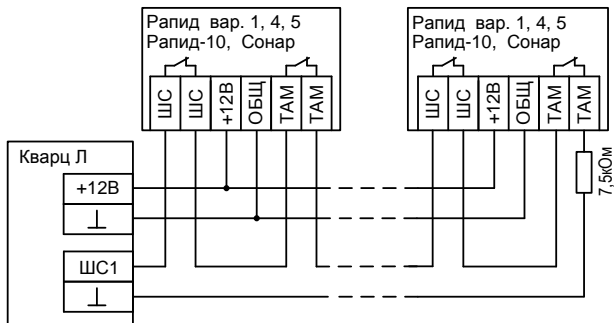 Рапид вар. 1, 4, 5
Рапид-10, Сонар
ШС
ШС
+12В
ОБЩ
ТАМ
ТАМ
Рапид вар. 1, 4, 5
Рапид-10, Сонар
ШС
ШС
+12В
ОБЩ
ТАМ
ТАМ
7,5кОм
Кварц Л
+12В
ШС1